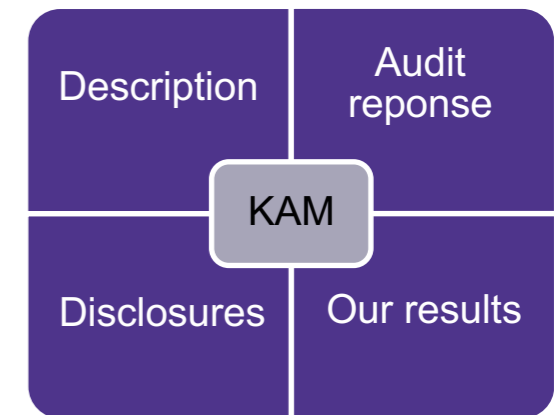 Description
Audit
reponse
KAM
Disclosures
Our results